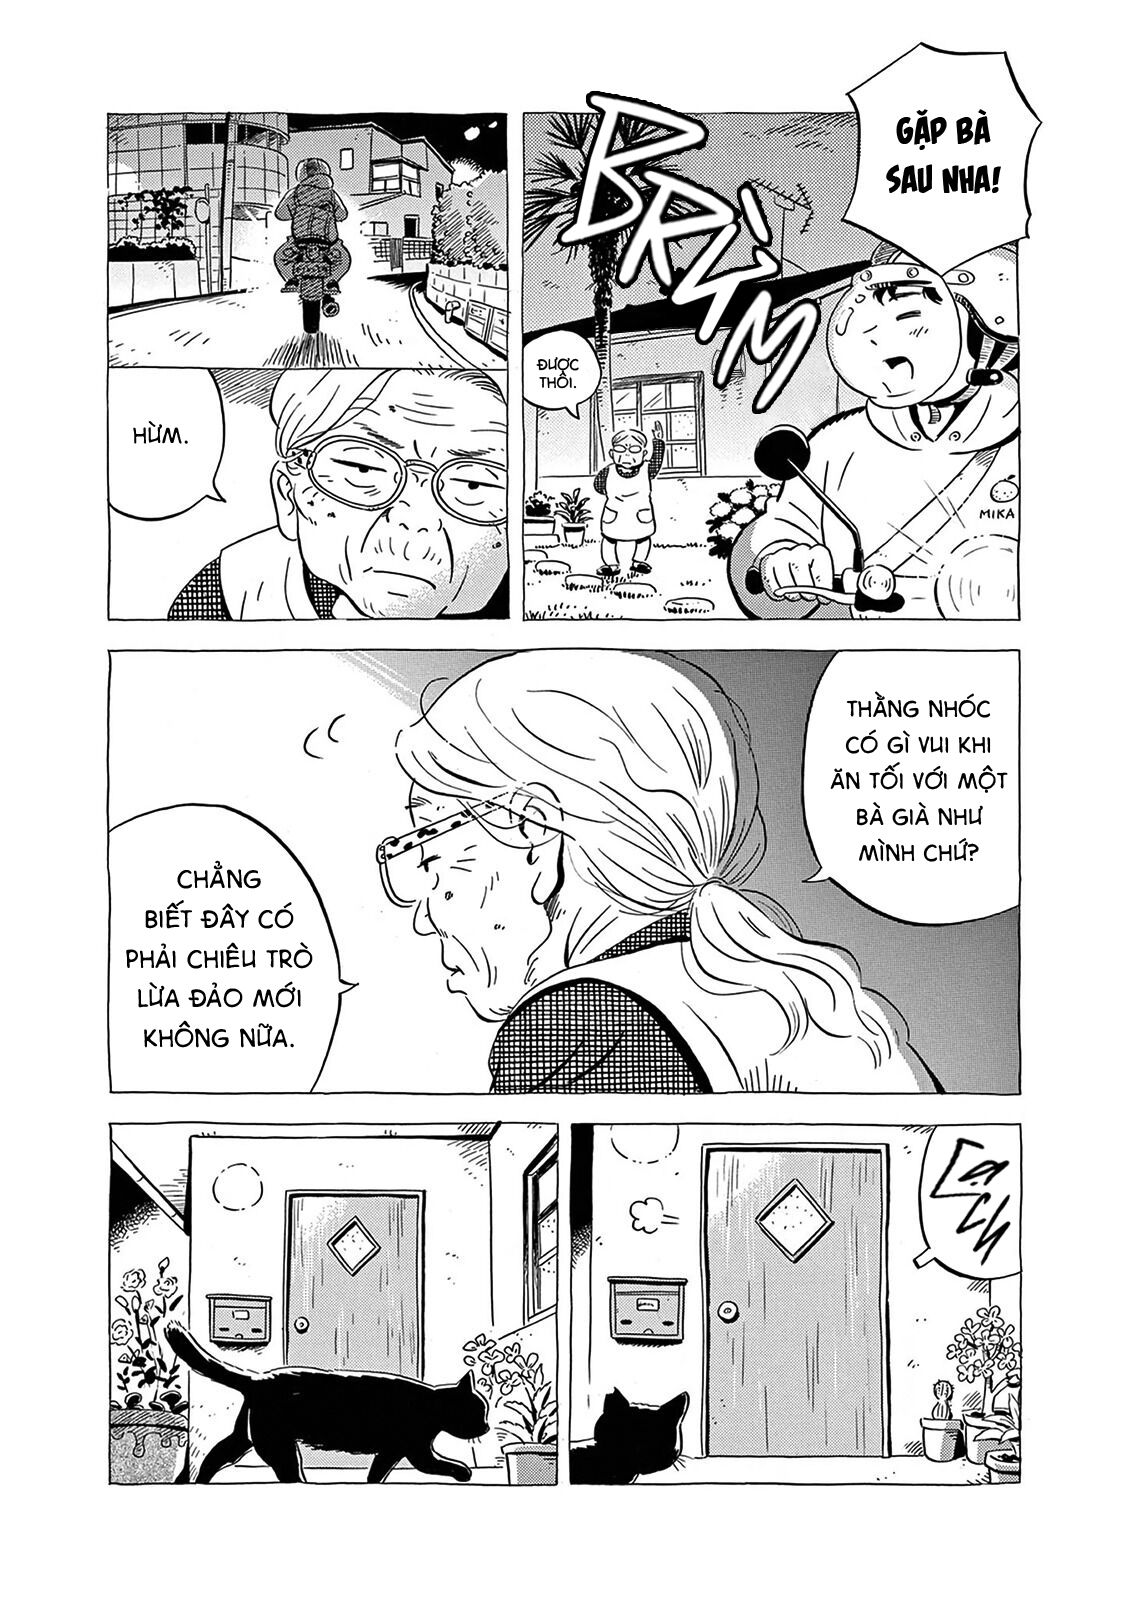 GẶP BÀ
SAU NHA!
BRÙM
ĐƯỢC
THÔI.
MIKA
HỪM.
THẰNG NHÓC
CÓ GÌ VUI KHI
ĂN TỐI VỚI MỘT
BÀ GIÀ NHƯ
MÌNH CHỨ?
CHẲNG
BIẾT ĐÂY CÓ
PHẢI CHIÊU TRÒ
LỪA ĐẢO MỚI
KHÔNG NỮA.
CẠCH